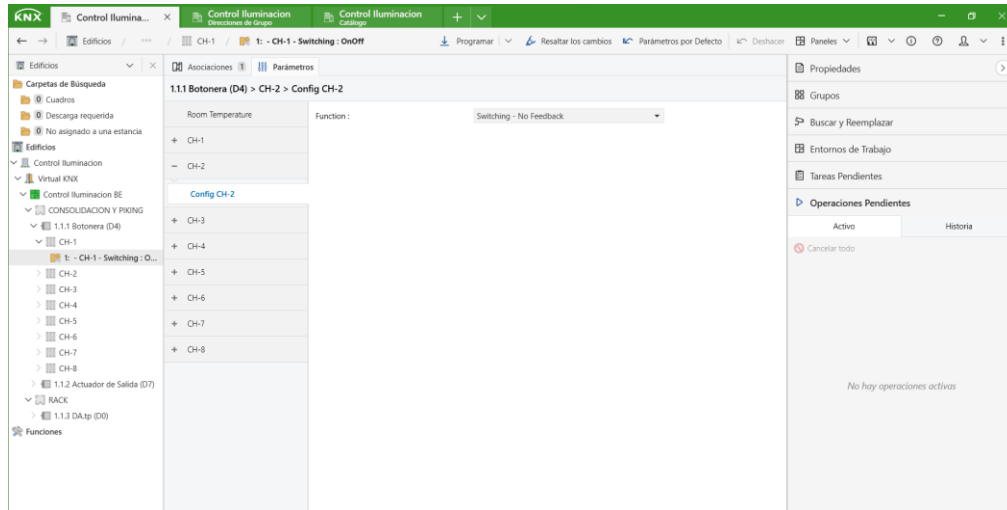 KNX
Control Ilumina...
Control Iluminacion
Direcciones de Grupo
Control Iluminacion
Catálogo
Edificios / ... / CH-1 / 1: - CH-1 - Switching : OnOff
Programar
Resaltar los cambios
Parámetros por Defecto
Deshacer
Paneles
Edificios
Carpetas de Búsqueda
0 Cuadros
0 Descarga requerida
0 No asignado a una estancia
Edificios
Control Iluminacion
Virtual KNX
Control Iluminacion BE
CONSOLIDACION Y PIKING
1.1.1 Botonera (D4)
CH-1
1: - CH-1 - Switching : O...
CH-2
CH-3
CH-4
CH-5
CH-6
CH-7
CH-8
1.1.2 Actuador de Salida (D7)
RACK
1.1.3 DA.tp (D0)
Funciones
Asociaciones 1
Parámetros
1.1.1 Botonera (D4) > CH-2 > Config CH-2
Room Temperature
+ CH-1
− CH-2
Config CH-2
+ CH-3
+ CH-4
+ CH-5
+ CH-6
+ CH-7
+ CH-8
Function :
Switching - No Feedback
Propiedades
Grupos
Buscar y Reemplazar
Entornos de Trabajo
Tareas Pendientes
Operaciones Pendientes
Activo
Historia
Cancelar todo
No hay operaciones activas